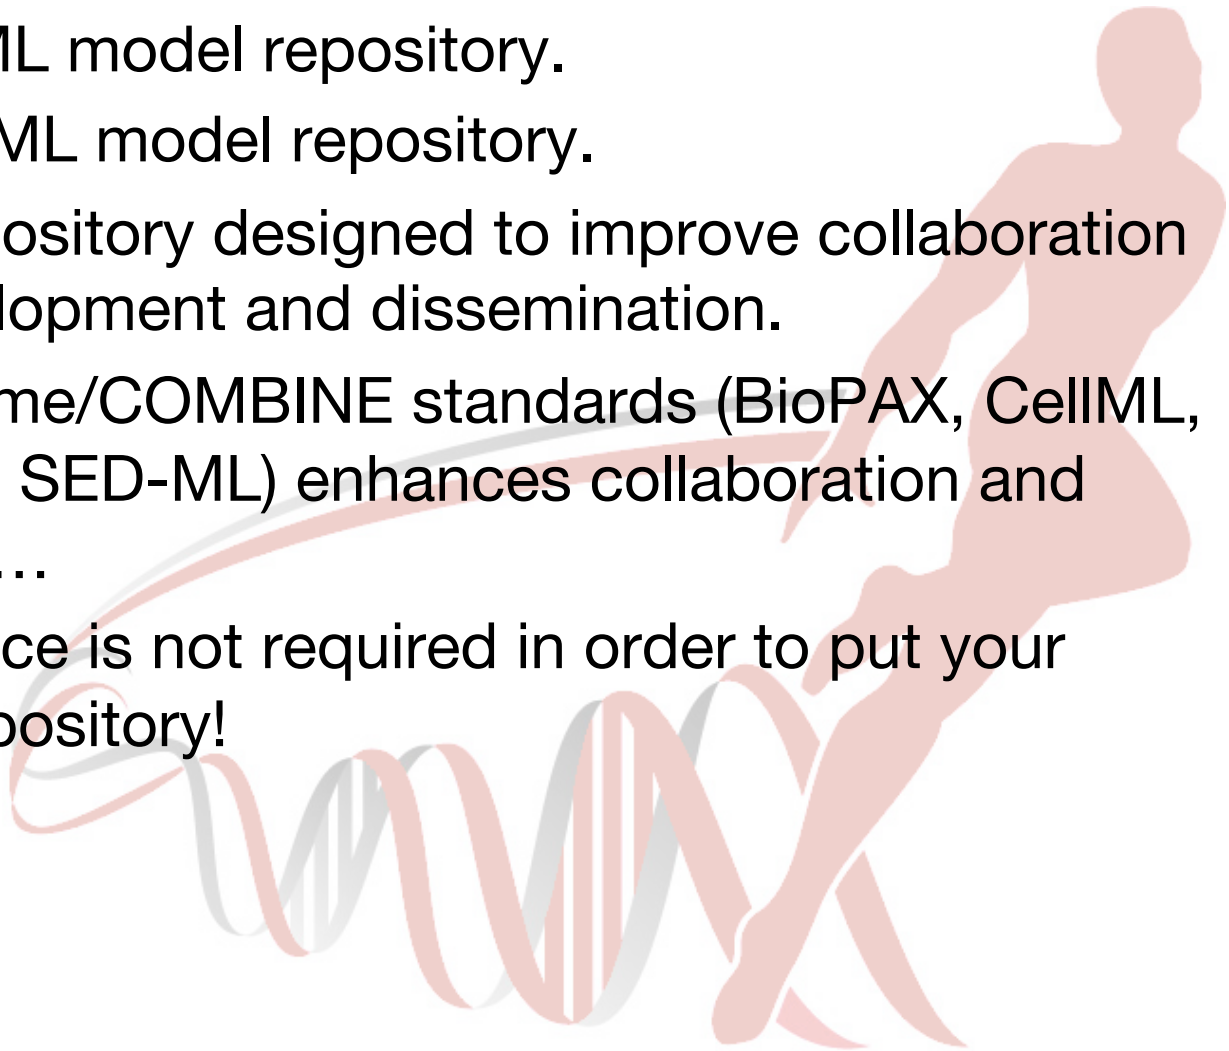 ML model repository.
ML model repository.
ository designed to improve collaboration
lopment and dissemination.
me/COMBINE standards (BioPAX, CellML,
SED-ML) enhances collaboration and
…
ce is not required in order to put your
pository!